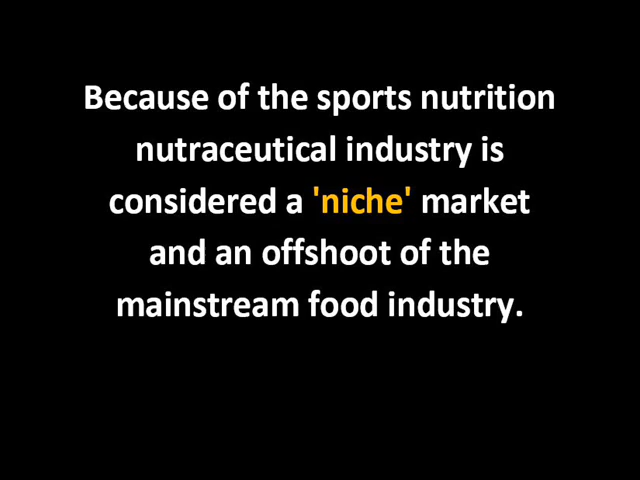 Because of the sports nutrition
nutraceutical industry is
considered a 'niche' market
and an offshoot of the
mainstream food industry.